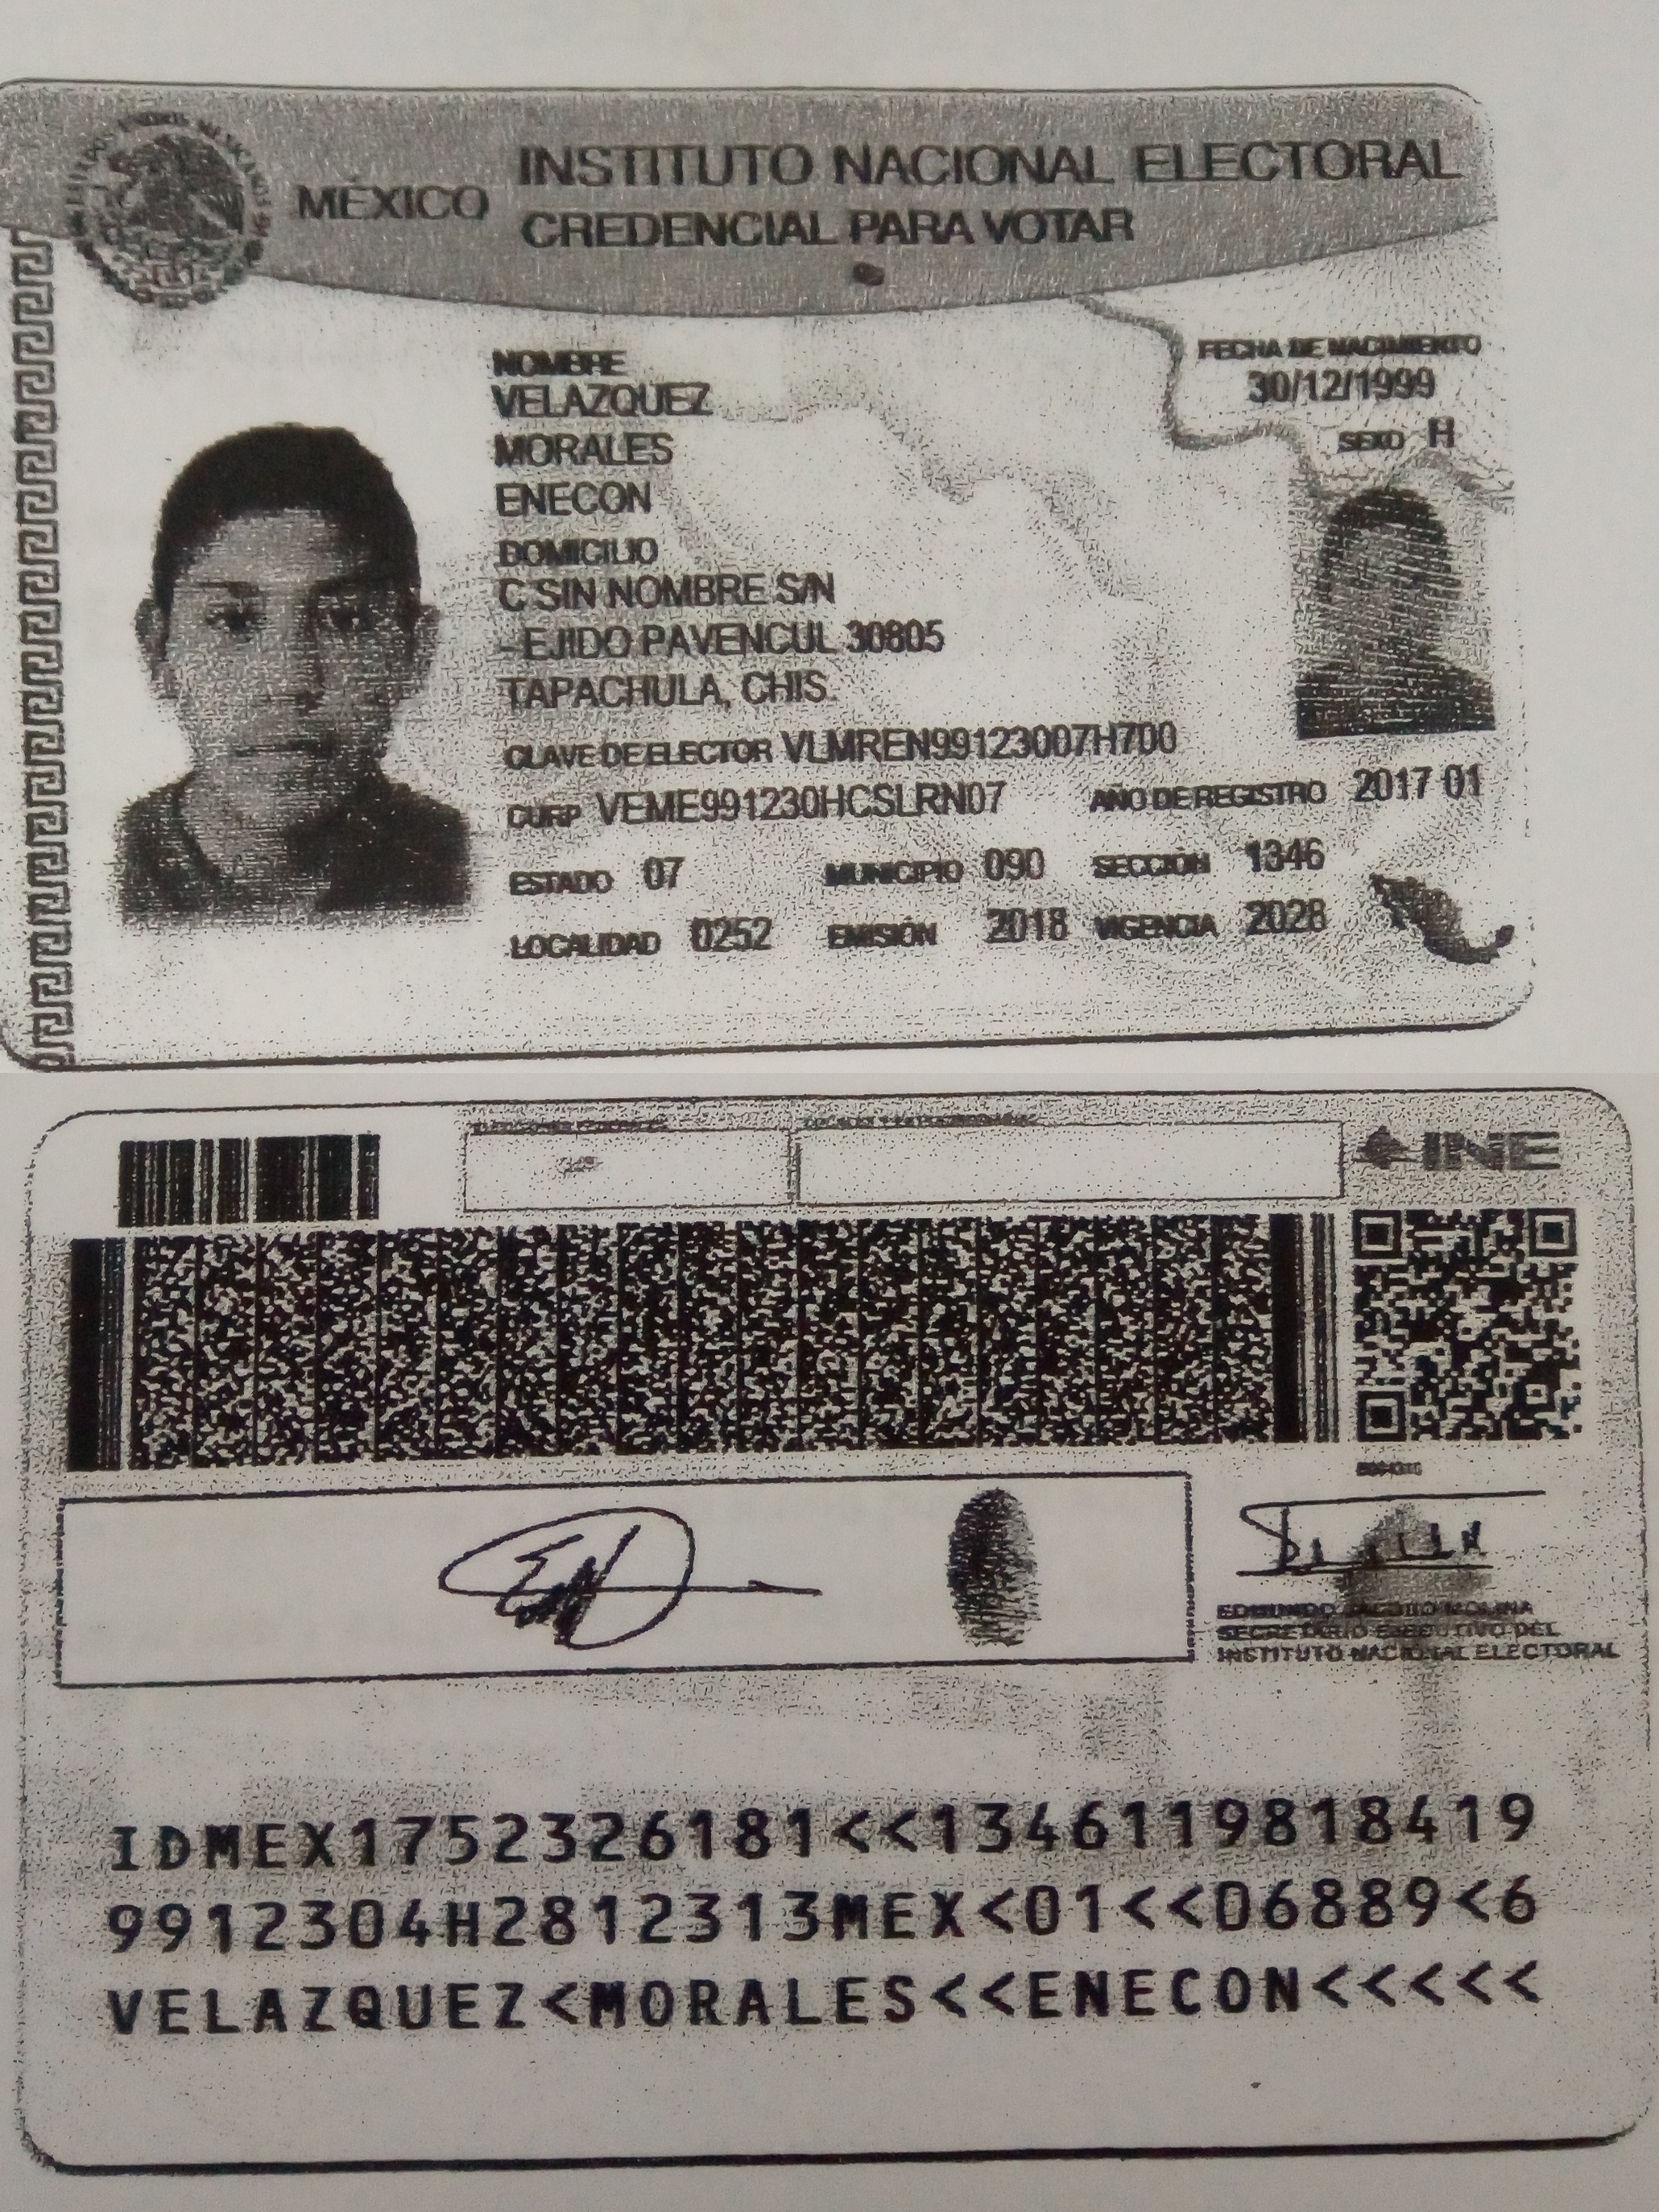 ESTADOS UNIDOS MEXICANOS
MÉXICO
INSTITUTO NACIONAL ELECTORAL
CREDENCIAL PARA VOTAR
NOMBRE
VELAZQUEZ
MORALES
ENECON
FECHA DE NACIMIENTO
30/12/1999
SEXO H
DOMICILIO
C SIN NOMBRE S/N
- EJIDO PAVENCUL 30805
TAPACHULA, CHIS.
CLAVE DE ELECTOR VLMREN99123007H700
CURP VEME991230HCSLRN07 AÑO DE REGISTRO 2017 01
ESTADO 07 MUNICIPIO 090 SECCIÓN 1346
LOCALIDAD 0252 EMISIÓN 2018 VIGENCIA 2028
INE
EDMUNDO JACOBO MOLINA
SECRETARIO EJECUTIVO DEL
INSTITUTO NACIONAL ELECTORAL
IDMEX1752326181<<1346119818419
9912304H2812313MEX<01<<06889<6
VELAZQUEZ<MORALES<<ENECON<<<<<